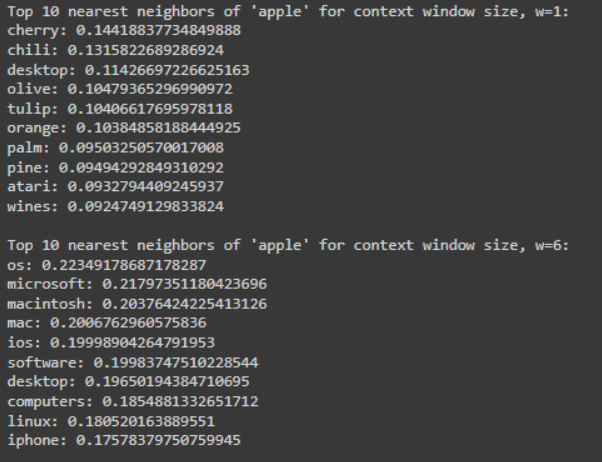 Top 10 nearest neighbors of 'apple' for context window size, w=1:
cherry: 0.14418837734849888
chili: 0.1315822689286924
desktop: 0.11426697226625163
olive: 0.10479365296990972
tulip: 0.10406617695978118
orange: 0.10384858188444925
palm: 0.09503250570017008
pine: 0.09494292849310292
atari: 0.0932794409245937
wines: 0.0924749129833824
Top 10 nearest neighbors of 'apple' for context window size, w=6:
os: 0.22349178687178287
microsoft: 0.21797351180423696
macintosh: 0.20376424225413126
mac: 0.2006762960575836
ios: 0.19998904264791953
software: 0.19983747510228544
desktop: 0.19650194384710695
computers: 0.1854881332651712
linux: 0.180520163889551
iphone: 0.17578379750759945